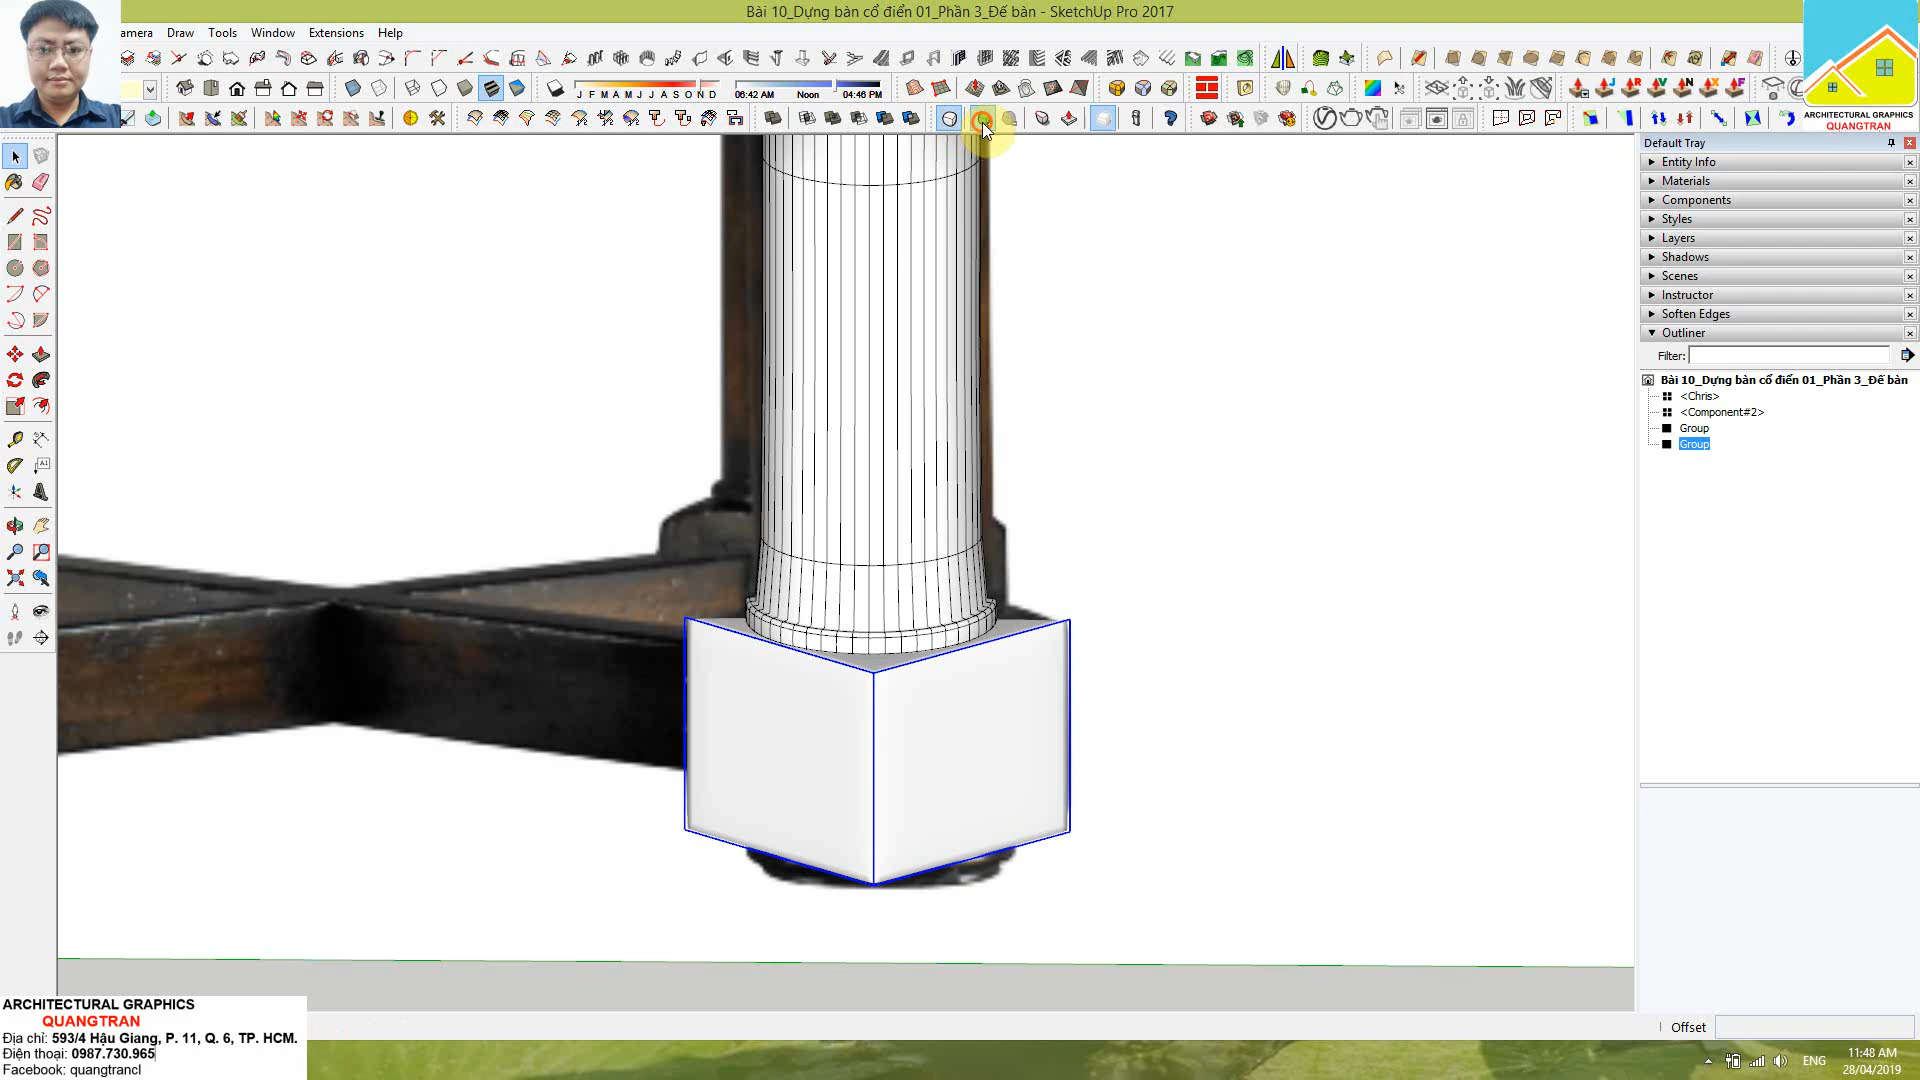 Bài 10_Dựng bàn cổ điển 01_Phần 3_Đế bàn - SketchUp Pro 2017
amera Draw Tools Window Extensions Help
J F M A M J J A S O N D
06:42 AM Noon 04:46 PM
ARCHITECTURAL GRAPHICS
QUANGTRAN
Default Tray
Entity Info
Materials
Components
Styles
Layers
Shadows
Scenes
Instructor
Soften Edges
Outliner
Filter:
Bài 10_Dựng bàn cổ điển 01_Phần 3_Đế bàn
<Chris>
<Component#2>
Group
Group
ARCHITECTURAL GRAPHICS
QUANGTRAN
Địa chỉ: 593/4 Hậu Giang, P. 11, Q. 6, TP. HCM.
Điện thoại: 0987.730.965
Facebook: quangtrancl
Offset
ENG
11:48 AM
28/04/2019